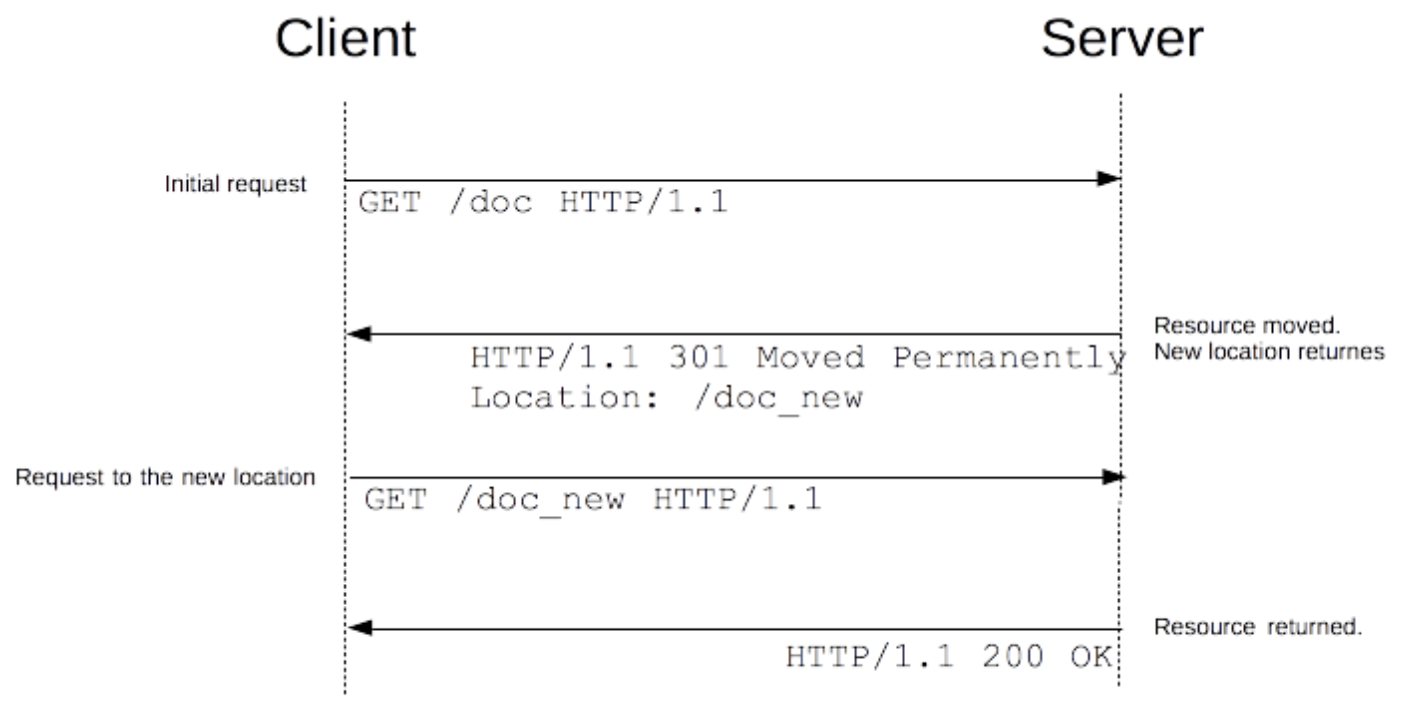 Client
Server
Initial request
GET /doc HTTP/1.1
Resource moved.
New location returnes
HTTP/1.1 301 Moved Permanently
Location: /doc_new
Request to the new location
GET /doc_new HTTP/1.1
Resource returned.
HTTP/1.1 200 OK